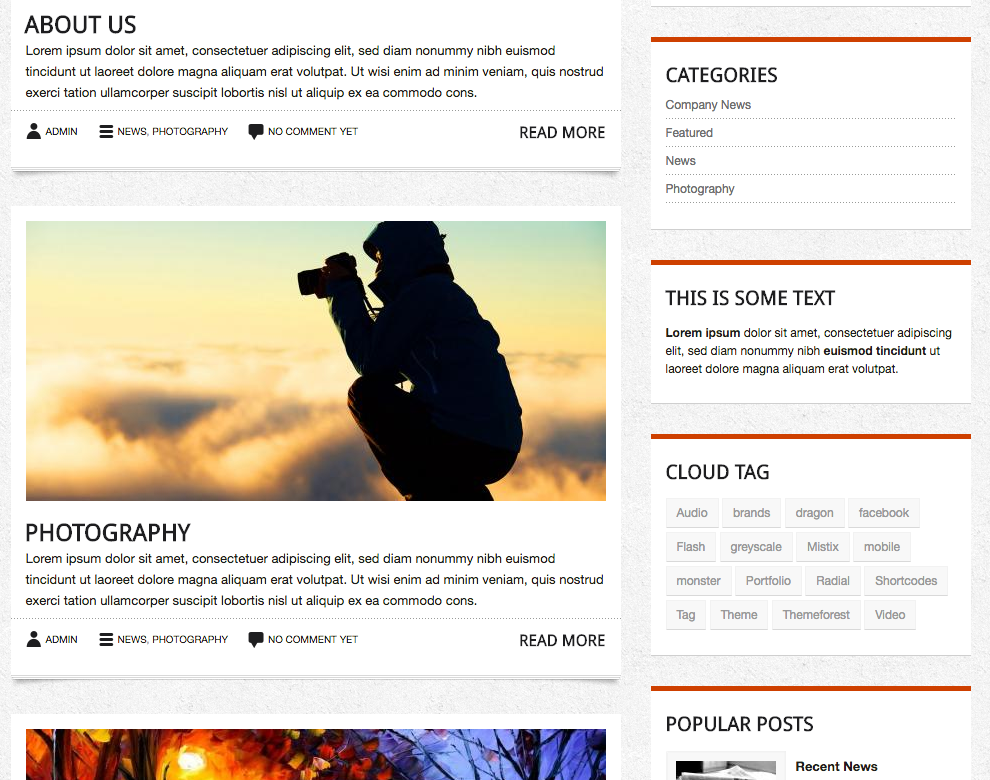 ABOUT US
Lorem ipsum dolor sit amet, consectetuer adipiscing elit, sed diam nonummy nibh euismod
tincidunt ut laoreet dolore magna aliquam erat volutpat. Ut wisi enim ad minim veniam, quis nostrud
exerci tation ullamcorper suscipit lobortis nisl ut aliquip ex ea commodo cons.
ADMIN NEWS, PHOTOGRAPHY NO COMMENT YET READ MORE
PHOTOGRAPHY
Lorem ipsum dolor sit amet, consectetuer adipiscing elit, sed diam nonummy nibh euismod
tincidunt ut laoreet dolore magna aliquam erat volutpat. Ut wisi enim ad minim veniam, quis nostrud
exerci tation ullamcorper suscipit lobortis nisl ut aliquip ex ea commodo cons.
ADMIN NEWS, PHOTOGRAPHY NO COMMENT YET READ MORE
CATEGORIES
Company News
Featured
News
Photography
THIS IS SOME TEXT
Lorem ipsum dolor sit amet, consectetuer adipiscing
elit, sed diam nonummy nibh euismod tincidunt ut
laoreet dolore magna aliquam erat volutpat.
CLOUD TAG
Audio brands dragon facebook
Flash greyscale Mistix mobile
monster Portfolio Radial Shortcodes
Tag Theme Themeforest Video
POPULAR POSTS
Recent News